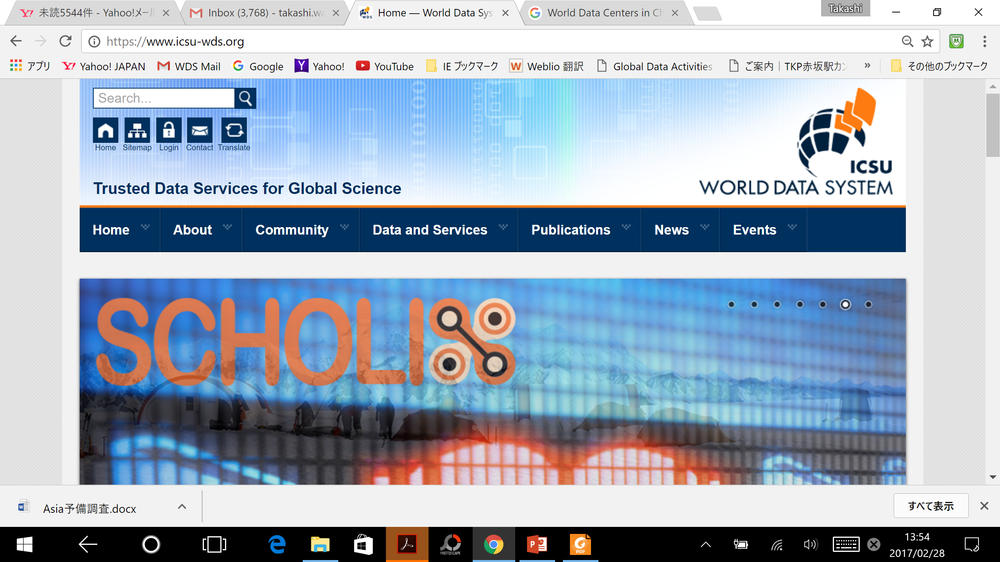 未読5544件 - Yahoo!メール
Inbox (3,768) - takashi.wa
Home — World Data Sys
World Data Centers in Ch
Takashi
https://www.icsu-wds.org
アプリ
Yahoo! JAPAN
WDS Mail
Google
Yahoo!
YouTube
IE ブックマーク
Weblio 翻訳
Global Data Activities
ご案内｜TKP赤坂駅カン
»
その他のブックマーク
Search...
Home
Sitemap
Login
Contact
Translate
Trusted Data Services for Global Science
ICSU
WORLD DATA SYSTEM
Home
About
Community
Data and Services
Publications
News
Events
SCHOLIX
Asia予備調査.docx
すべて表示
PHOTOSCAPE
PDF
13:54
2017/02/28